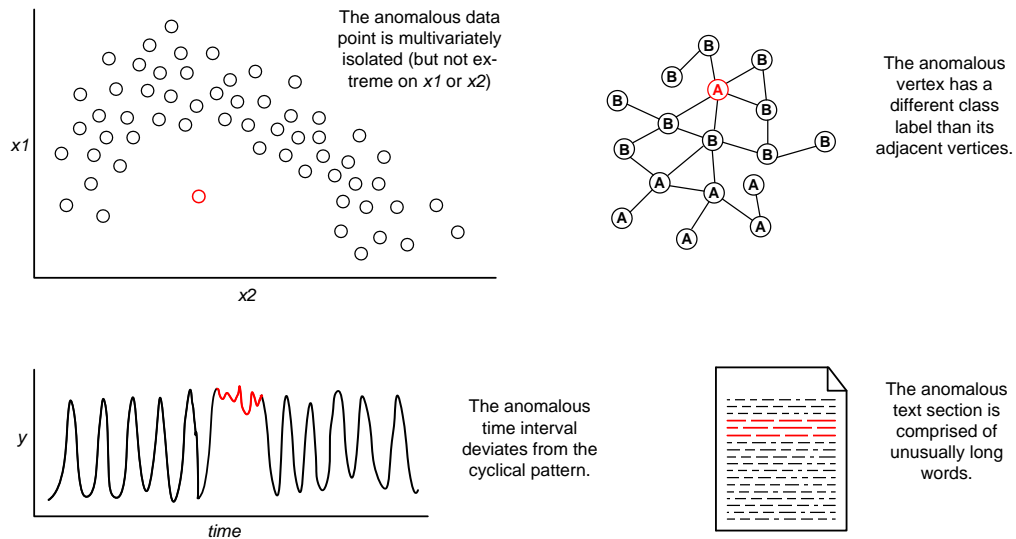 The anomalous data
point is multivariately
isolated (but not ex-
treme on x1 or x2)
x1
x2
B
B
B
A
B
B
B
B
B
B
B
A
A
A
A
A
A
The anomalous
vertex has a
different class
label than its
adjacent vertices.
y
time
The anomalous
time interval
deviates from the
cyclical pattern.
The anomalous
text section is
comprised of
unusually long
words.